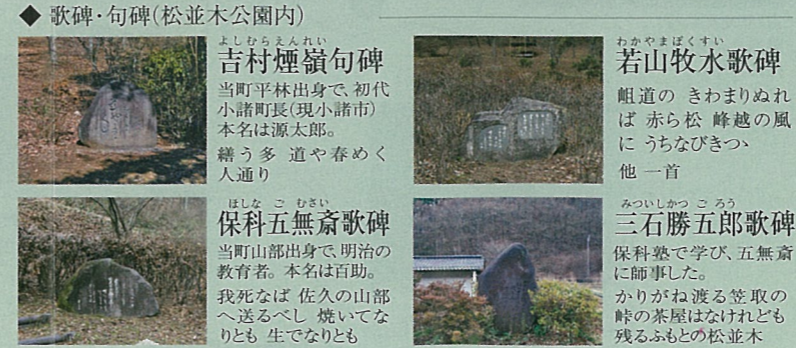 ◆ 歌碑・句碑(松並木公園内)
よしむらえんれい
吉村煙嶺句碑
当町平林出身で、初代
小諸町長(現小諸市)
本名は源太郎。
繕う多 道や春めく
人通り
わかやまぼくすい
若山牧水歌碑
岨道の きわまりぬれ
ば 赤ら松 峰越の風
に うちなびきつゝ
他 一首
ほしな ご むさい
保科五無斎歌碑
当町山部出身で、明治の
教育者。本名は百助。
我死なば 佐久の山部
へ送るべし 焼いてな
りとも 生でなりとも
みついしかつ ご ろう
三石勝五郎歌碑
保科塾で学び、五無斎
に師事した。
かりがね渡る笠取の
峠の茶屋はなけれども
残るふもとの松並木